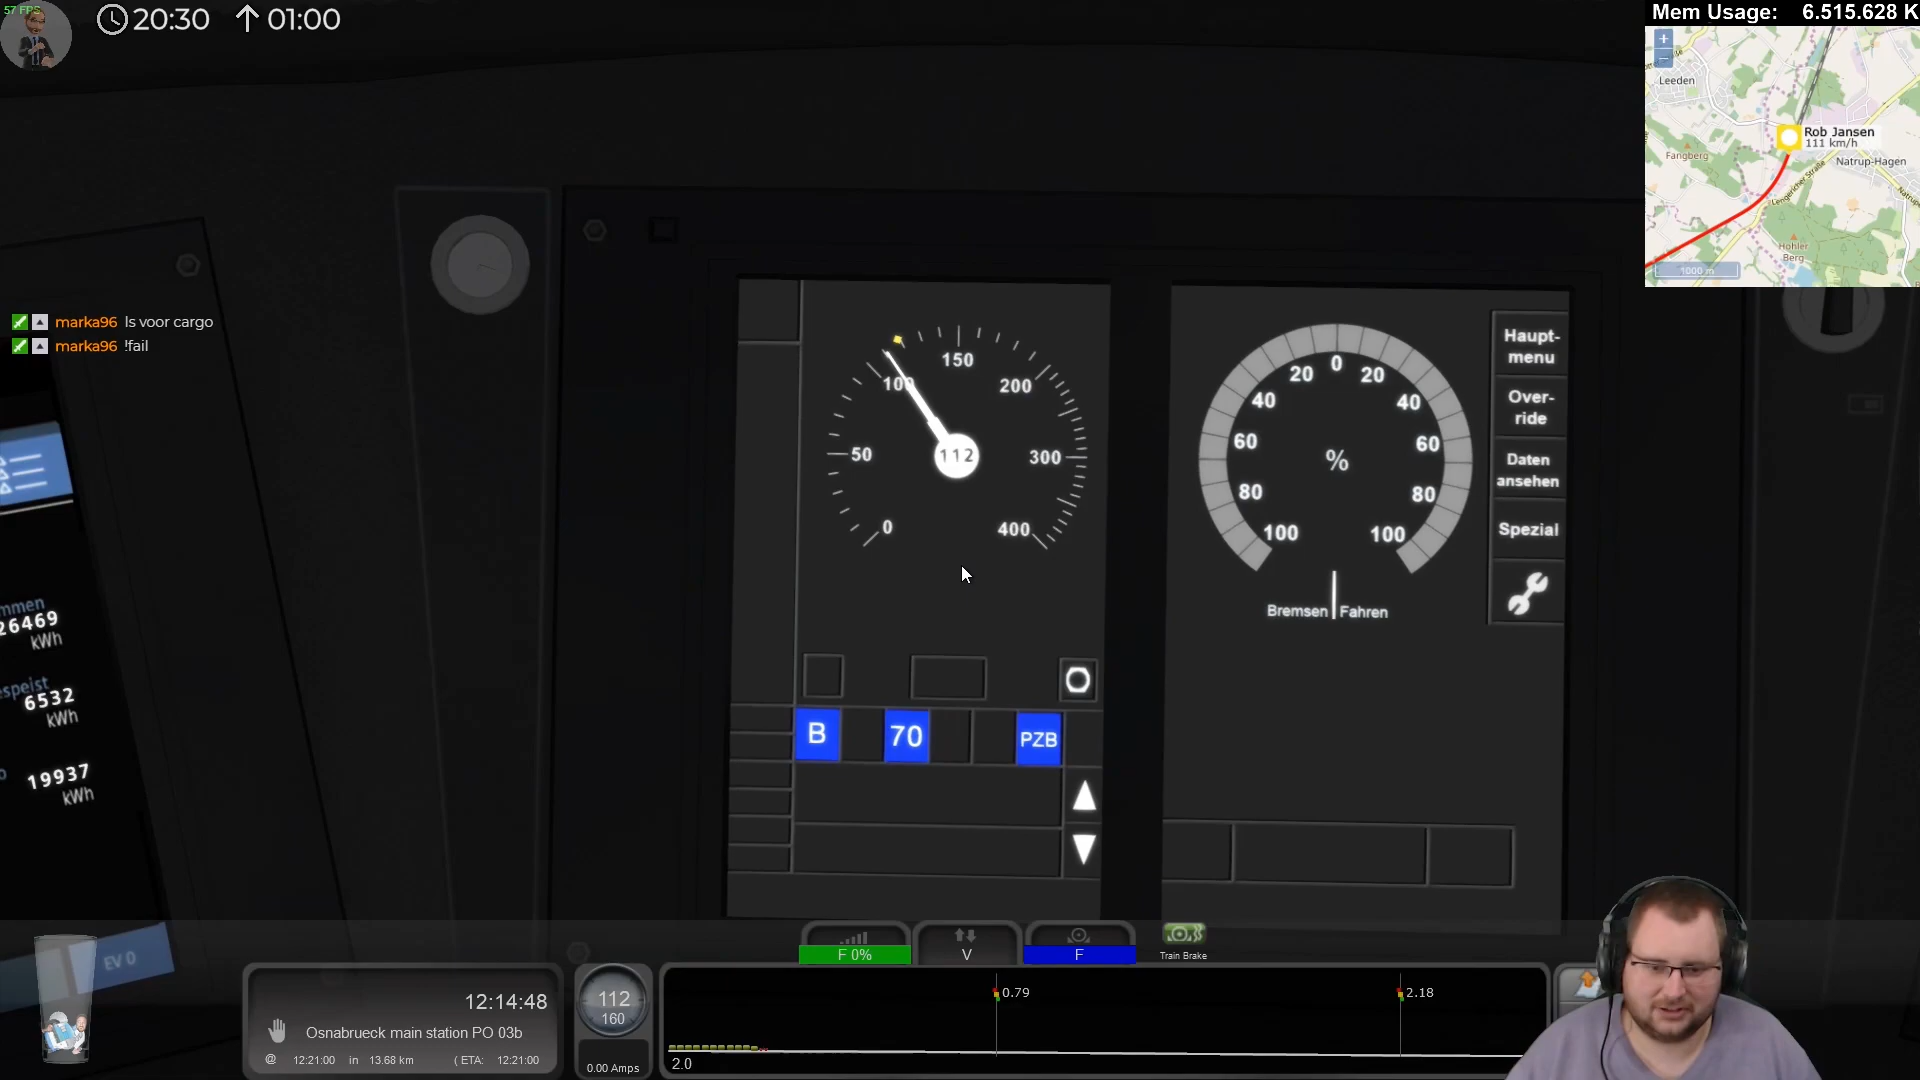 57 FPS
20:30 01:00
Mem Usage: 6.515.628 K
+
−
Leeden
Rob Jansen
111 km/h
Fangberg
Natrup-Hagen
Lengericher Straße
Hohler
Berg
1000 m
marka96 Is voor cargo
marka96 !fail
26469
kWh
6532
kWh
19937
kWh
EV 0
0
50
100
150
200
300
400
112
B
70
PZB
100
80
60
40
20
0
20
40
60
80
100
%
Bremsen Fahren
Haupt-
menu
Over-
ride
Daten
ansehen
Spezial
F 0%
V
F
Train Brake
12:14:48
Osnabrueck main station PO 03b
@ 12:21:00 in 13.68 km ( ETA: 12:21:00
112
160
0.00 Amps
0.79
2.18
2.0